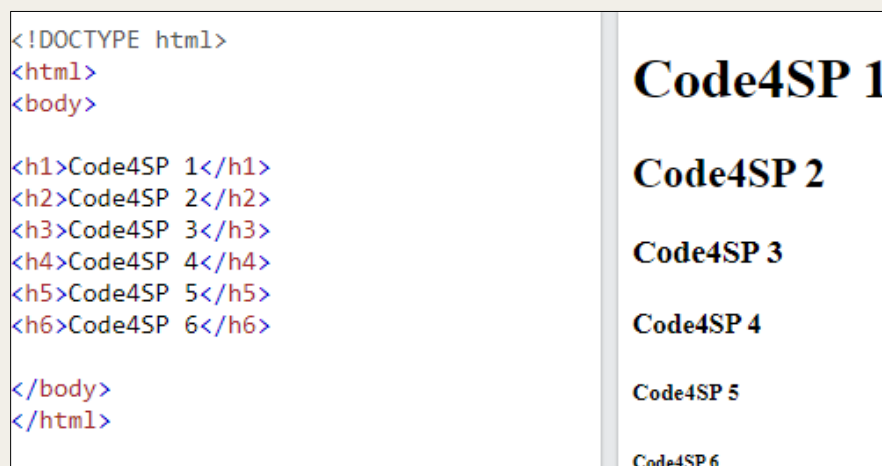 <!DOCTYPE html>
<html>
<body>
<h1>Code4SP 1</h1>
<h2>Code4SP 2</h2>
<h3>Code4SP 3</h3>
<h4>Code4SP 4</h4>
<h5>Code4SP 5</h5>
<h6>Code4SP 6</h6>
</body>
</html>
Code4SP 1
Code4SP 2
Code4SP 3
Code4SP 4
Code4SP 5
Code4SP 6